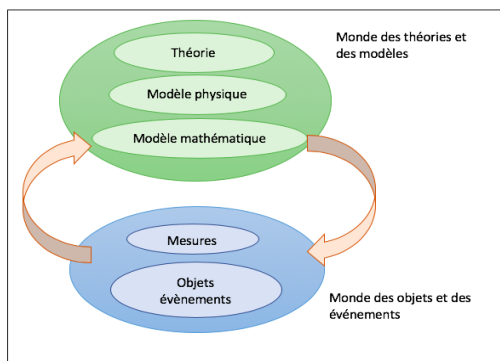 Monde des théories et
des modèles
Théorie
Modèle physique
Modèle mathématique
Mesures
Objets
évènements
Monde des objets et des
événements